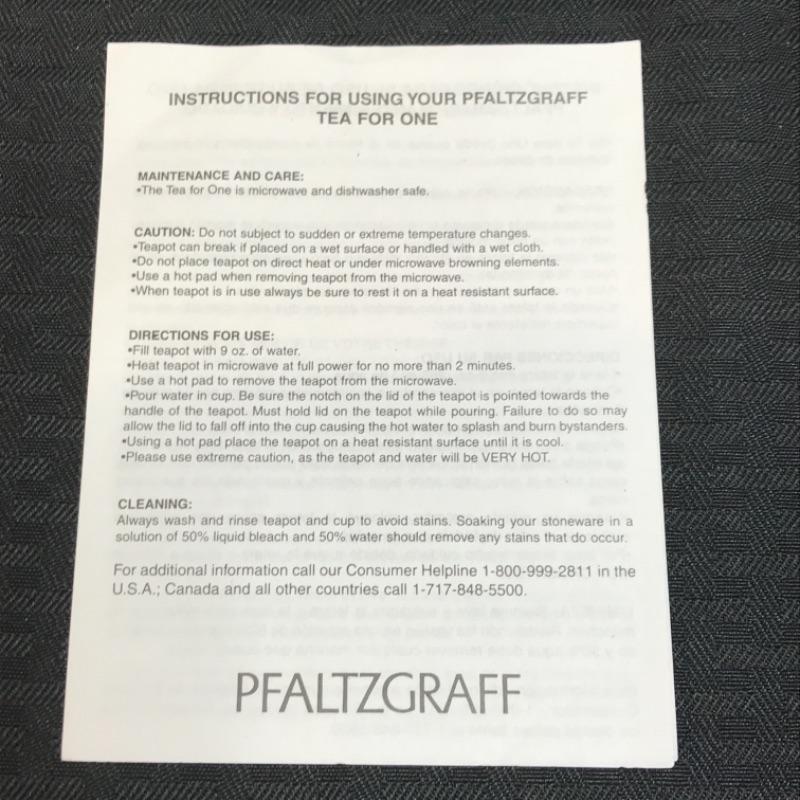 INSTRUCTIONS FOR USING YOUR PFALTZGRAFF
TEA FOR ONE
MAINTENANCE AND CARE:
•The Tea for One is microwave and dishwasher safe.
CAUTION: Do not subject to sudden or extreme temperature changes.
•Teapot can break if placed on a wet surface or handled with a wet cloth.
•Do not place teapot on direct heat or under microwave browning elements.
•Use a hot pad when removing teapot from the microwave.
•When teapot is in use always be sure to rest it on a heat resistant surface.
DIRECTIONS FOR USE:
•Fill teapot with 9 oz. of water.
•Heat teapot in microwave at full power for no more than 2 minutes.
•Use a hot pad to remove the teapot from the microwave.
•Pour water in cup. Be sure the notch on the lid of the teapot is pointed towards the
handle of the teapot. Must hold lid on the teapot while pouring. Failure to do so may
allow the lid to fall off into the cup causing the hot water to splash and burn bystanders.
•Using a hot pad place the teapot on a heat resistant surface until it is cool.
•Please use extreme caution, as the teapot and water will be VERY HOT.
CLEANING:
Always wash and rinse teapot and cup to avoid stains. Soaking your stoneware in a
solution of 50% liquid bleach and 50% water should remove any stains that do occur.
For additional information call our Consumer Helpline 1-800-999-2811 in the
U.S.A.; Canada and all other countries call 1-717-848-5500.
PFALTZGRAFF